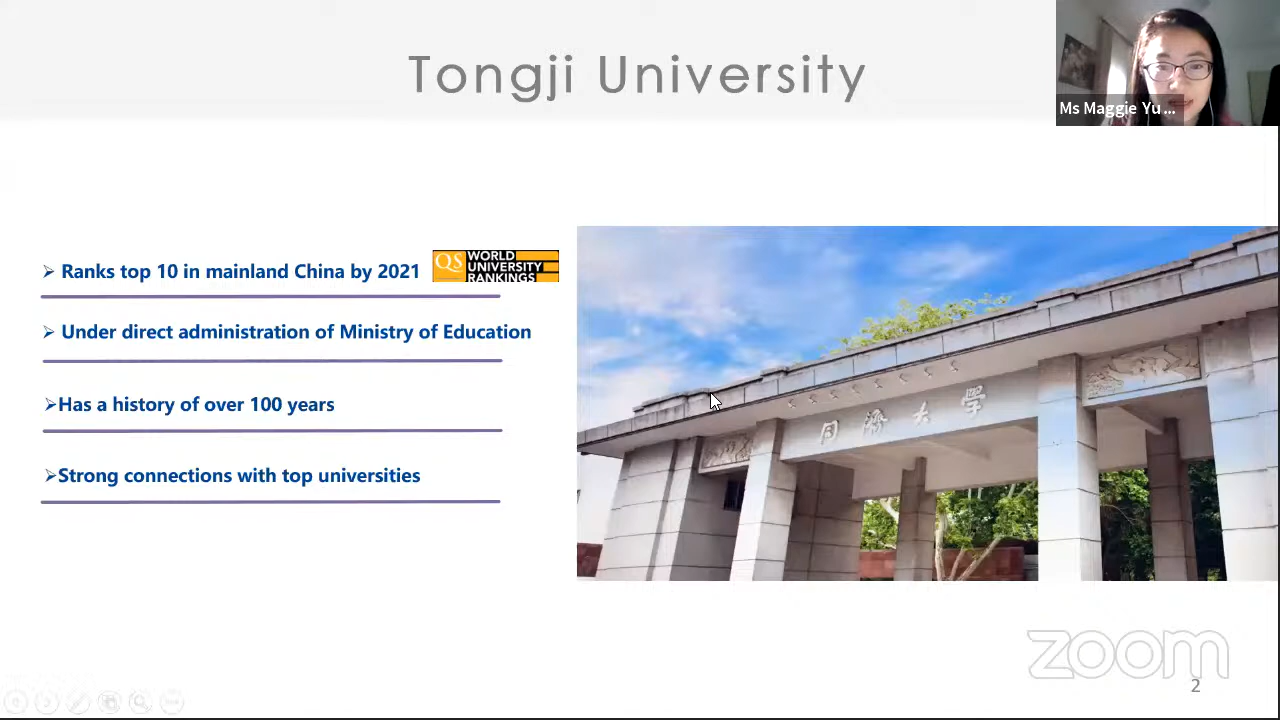 Tongji University
Ms Maggie Yu ...
Ranks top 10 in mainland China by 2021
QS WORLD
UNIVERSITY
RANKINGS
Under direct administration of Ministry of Education
Has a history of over 100 years
Strong connections with top universities
同濟大學
zoom
2